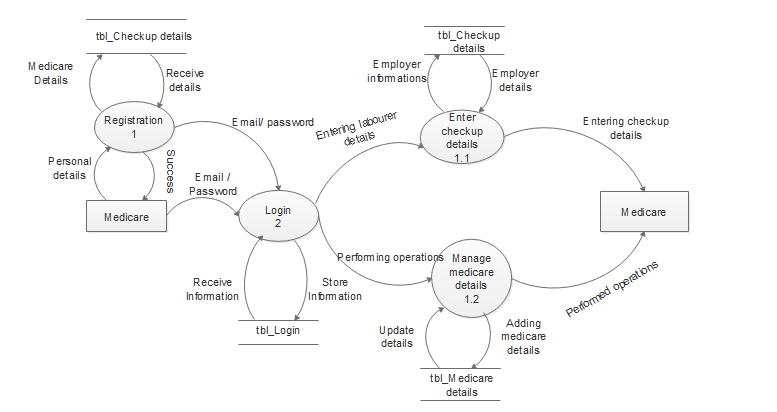 tbl_Checkup details
tbl_Checkup
details
Medicare
Details
Receive
details
Employer
informations
Employer
details
Registration
1
Email/ password
Entering labourer
details
Enter
checkup
details
1.1
Entering checkup
details
Personal
details
Success
Email /
Password
Medicare
Login
2
Medicare
Performing operations
Manage
medicare
details
1.2
Performed operations
Receive
Information
Store
Information
tbl_Login
Update
details
Adding
medicare
details
tbl_Medicare
details